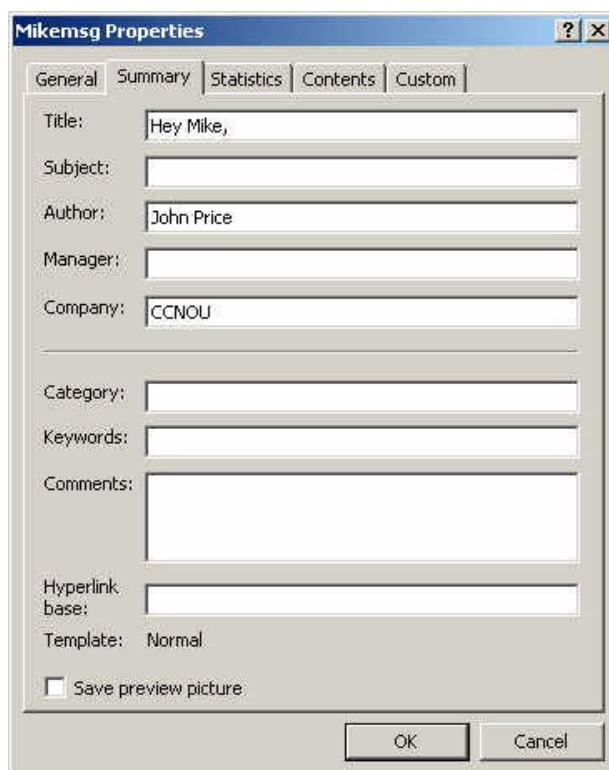 Mikemsg Properties
General Summary Statistics Contents Custom
Title: Hey Mike,
Subject:
Author: John Price
Manager:
Company: CCNOU
Category:
Keywords:
Comments:
Hyperlink
base:
Template: Normal
Save preview picture
OK Cancel